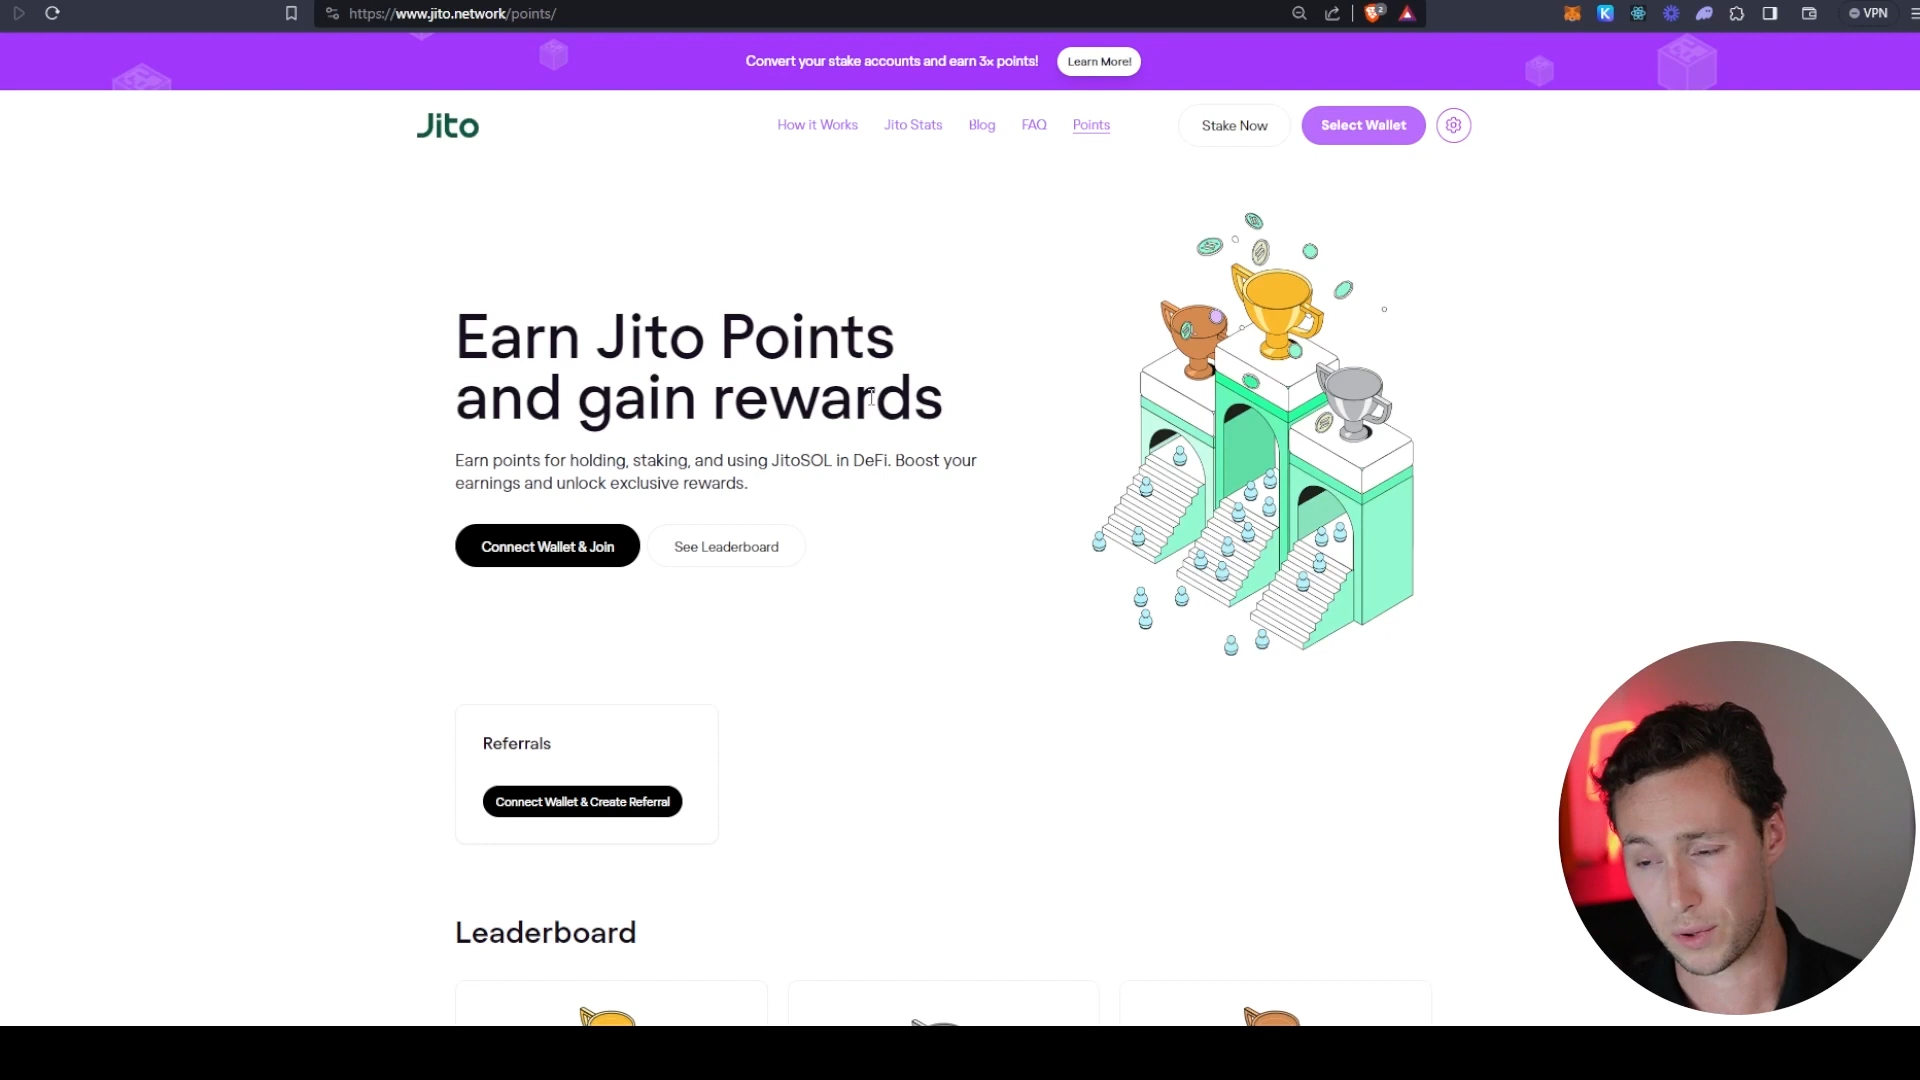 https://www.jito.network/points/
2
VPN
Convert your stake accounts and earn 3x points!
Learn More!
Jito
How it Works
Jito Stats
Blog
FAQ
Points
Stake Now
Select Wallet
Earn Jito Points
and gain rewards
Earn points for holding, staking, and using JitoSOL in DeFi. Boost your
earnings and unlock exclusive rewards.
Connect Wallet & Join
See Leaderboard
Referrals
Connect Wallet & Create Referral
Leaderboard